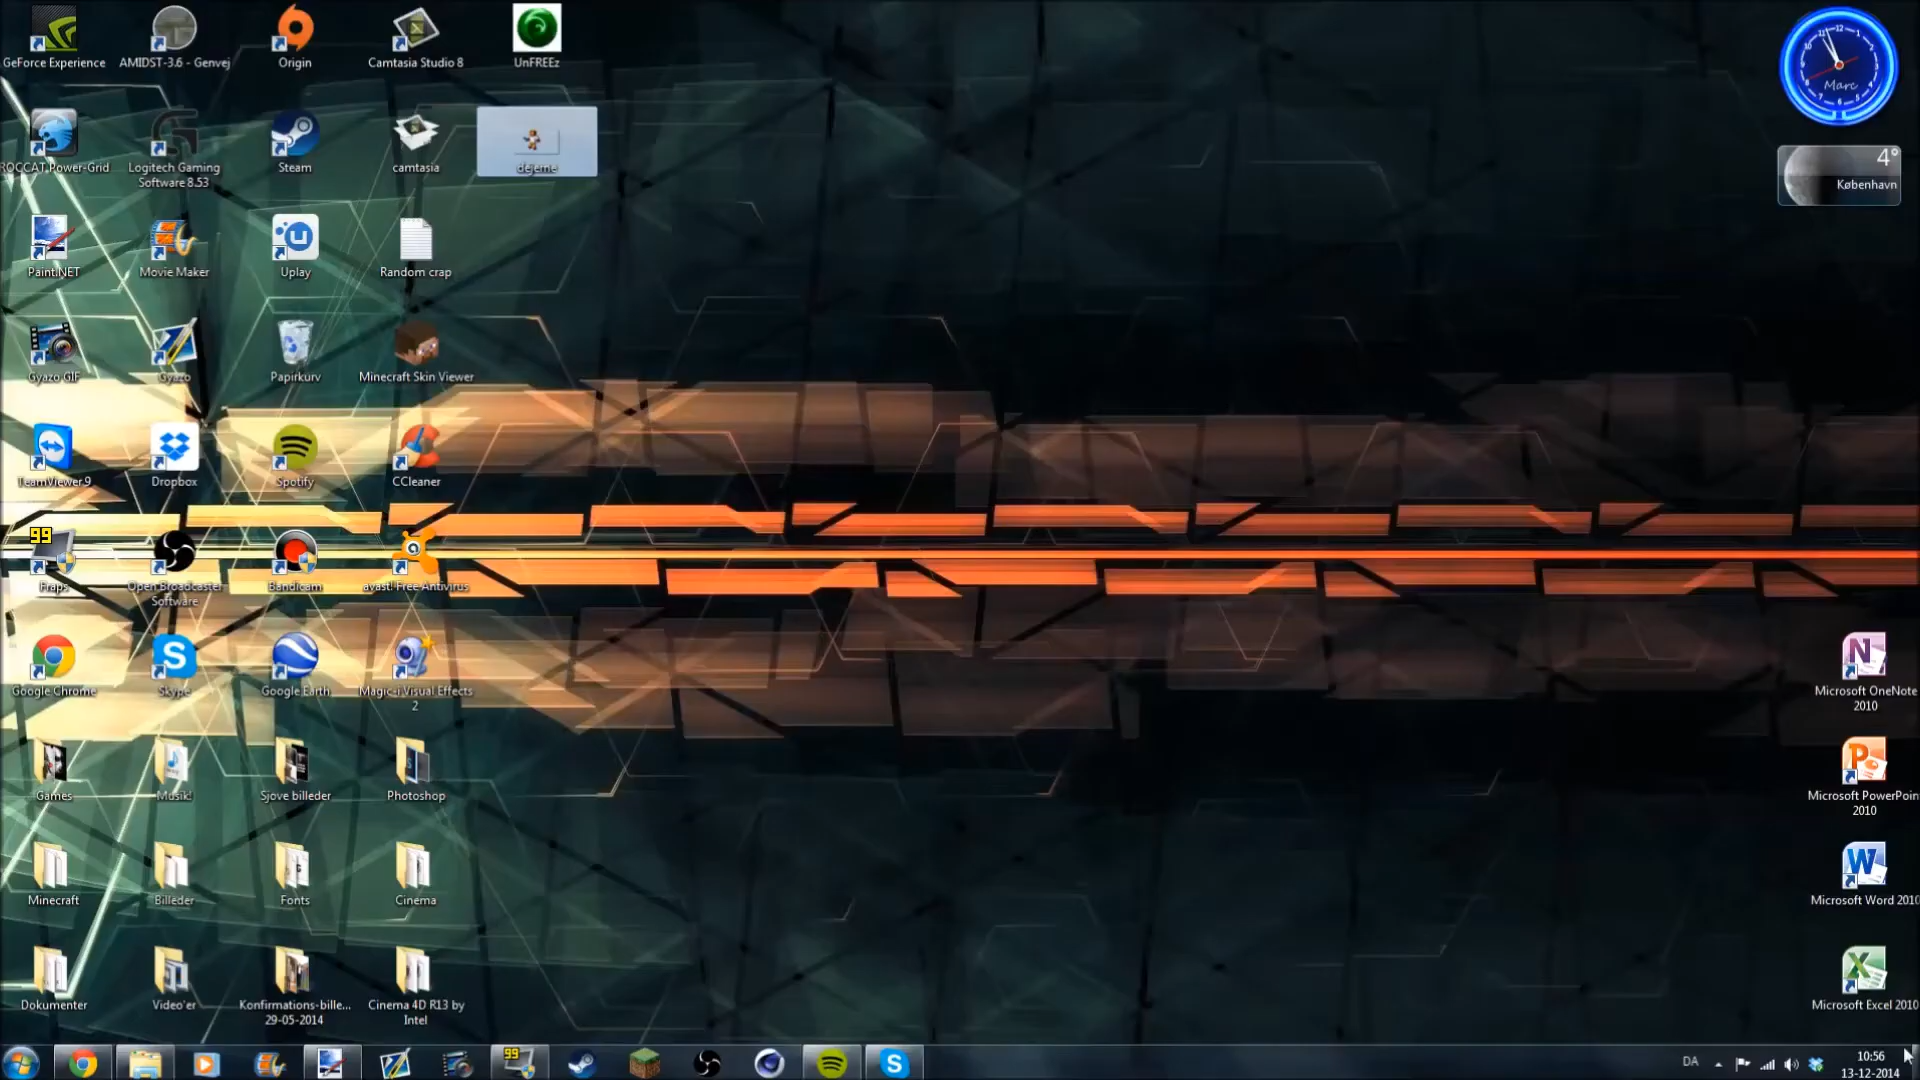 GeForce Experience
AMIDST-3.6 - Genvej
Origin
Camtasia Studio 8
UnFREEz
ROCCAT Power-Grid
Logitech Gaming
Software 8.53
Steam
camtasia
dejeme
Paint.NET
Movie Maker
Uplay
Random crap
Gyazo GIF
Gyazo
Papirkurv
Minecraft Skin Viewer
TeamViewer 9
Dropbox
Spotify
CCleaner
99
Fraps
Open Broadcaster
Software
Bandicam
avast! Free Antivirus
Google Chrome
Skype
Google Earth
Magic-i Visual Effects
2
Games
Musik!
Sjove billeder
Photoshop
Minecraft
Billeder
Fonts
Cinema
Dokumenter
Video'er
Konfirmations-bille...
29-05-2014
Cinema 4D R13 by
Intel
Marc
4°
København
Microsoft OneNote
2010
Microsoft PowerPoin
2010
Microsoft Word 2010
Microsoft Excel 2010
99
DA
10:56
13-12-2014